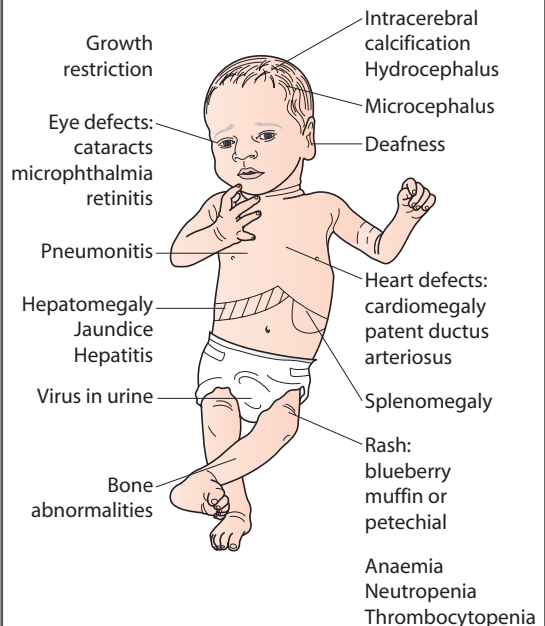 Growth
restriction
Eye defects:
cataracts
microphthalmia
retinitis
Pneumonitis
Hepatomegaly
Jaundice
Hepatitis
Virus in urine
Bone
abnormalities
Intracerebral
calcification
Hydrocephalus
Microcephalus
Deafness
Heart defects:
cardiomegaly
patent ductus
arteriosus
Splenomegaly
Rash:
blueberry
muffin or
petechial
Anaemia
Neutropenia
Thrombocytopenia